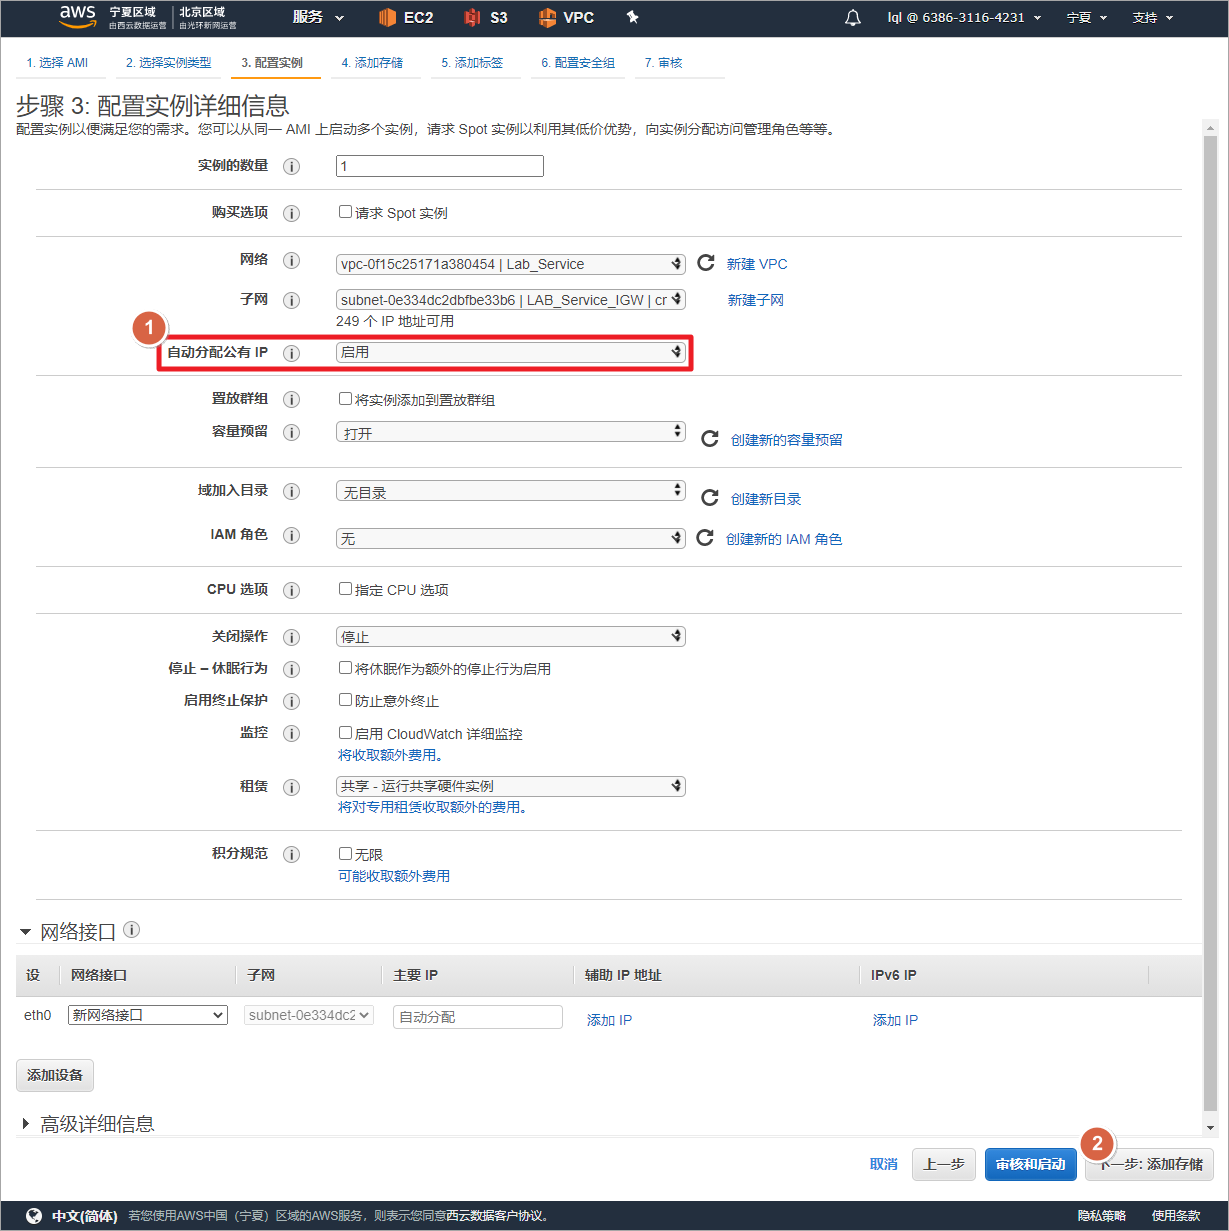 aws 宁夏区域 由西云数据运营 北京区域 由光环新网运营 服务 EC2 S3 VPC lql @ 6386-3116-4231 宁夏 支持
1. 选择 AMI 2. 选择实例类型 3. 配置实例 4. 添加存储 5. 添加标签 6. 配置安全组 7. 审核
步骤 3: 配置实例详细信息
配置实例以便满足您的需求。您可以从同一 AMI 上启动多个实例，请求 Spot 实例以利用其低价优势，向实例分配访问管理角色等等。
实例的数量 i 1
购买选项 i 请求 Spot 实例
网络 i vpc-0f15c25171a380454 | Lab_Service 新建 VPC
子网 i subnet-0e334dc2dbfbe33b6 | LAB_Service_IGW | cr 新建子网
249 个 IP 地址可用
1
自动分配公有 IP i 启用
置放群组 i 将实例添加到置放群组
容量预留 i 打开 创建新的容量预留
域加入目录 i 无目录 创建新目录
IAM 角色 i 无 创建新的 IAM 角色
CPU 选项 i 指定 CPU 选项
关闭操作 i 停止
停止 – 休眠行为 i 将休眠作为额外的停止行为启用
启用终止保护 i 防止意外终止
监控 i 启用 CloudWatch 详细监控
将收取额外费用。
租赁 i 共享 - 运行共享硬件实例
将对专用租赁收取额外的费用。
积分规范 i 无限
可能收取额外费用
网络接口 i
设 网络接口 子网 主要 IP 辅助 IP 地址 IPv6 IP
eth0 新网络接口 subnet-0e334dc2 自动分配 添加 IP 添加 IP
添加设备
高级详细信息
2
取消 上一步 审核和启动 下一步: 添加存储
中文(简体) 若您使用AWS中国（宁夏）区域的AWS服务，则表示您同意西云数据客户协议。 隐私策略 使用条款